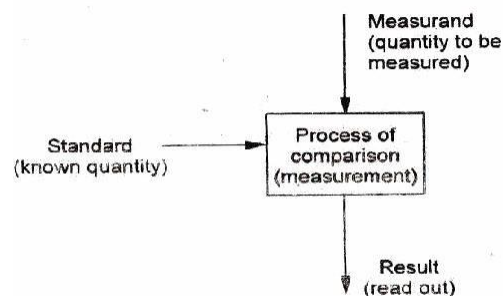 Measurand
(quantity to be
measured)
Standard
(known quantity)
Process of
comparison
(measurement)
Result
(read out)